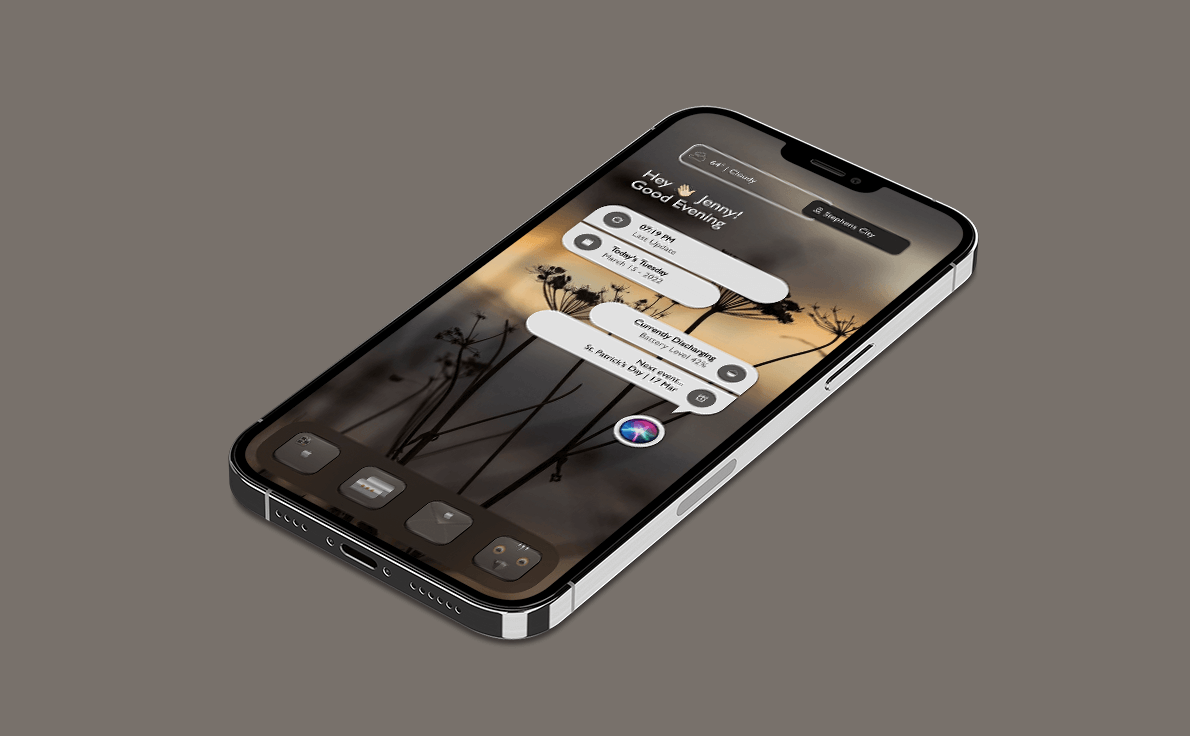 64° | Cloudy
Stephens City
Hey 👋🏻 Jenny!
Good Evening
07:19 PM
Last Update
Today's Tuesday
March 15 - 2022
Currently Discharging
Battery Level 42%
Next event...
St. Patrick's Day | 17 Mar